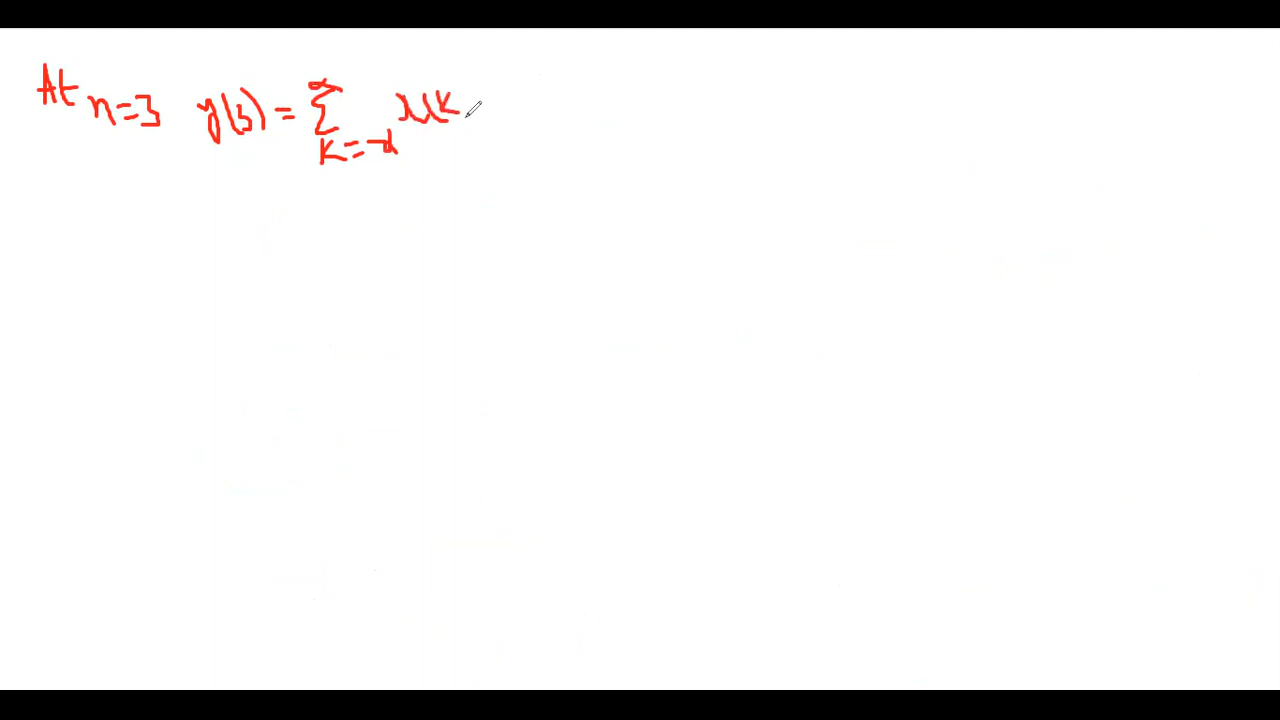 At n=3 y(3) = ∑_{k=-∞}^{∞} x(k